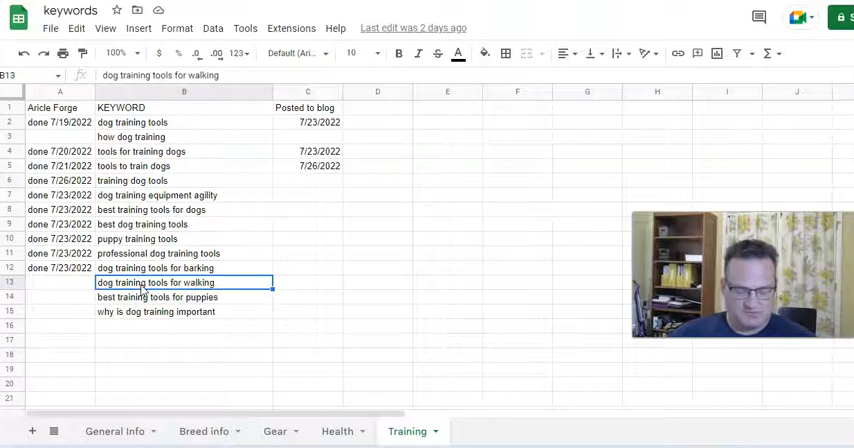 keywords
File Edit View Insert Format Data Tools Extensions Help Last edit was 2 days ago
100% $ % .0 .00 123 Default (Ari... 10 B I S A
B13 fx dog training tools for walking
A B C D E F G H I J
1 Aricle Forge KEYWORD Posted to blog
2 done 7/19/2022 dog training tools 7/23/2022
3 how dog training
4 done 7/20/2022 tools for training dogs 7/23/2022
5 done 7/21/2022 tools to train dogs 7/26/2022
6 done 7/26/2022 training dog tools
7 done 7/23/2022 dog training equipment agility
8 done 7/23/2022 best training tools for dogs
9 done 7/23/2022 best dog training tools
10 done 7/23/2022 puppy training tools
11 done 7/23/2022 professional dog training tools
12 done 7/23/2022 dog training tools for barking
13 dog training tools for walking
14 best training tools for puppies
15 why is dog training important
16
17
18
19
20
21
General Info Breed info Gear Health Training